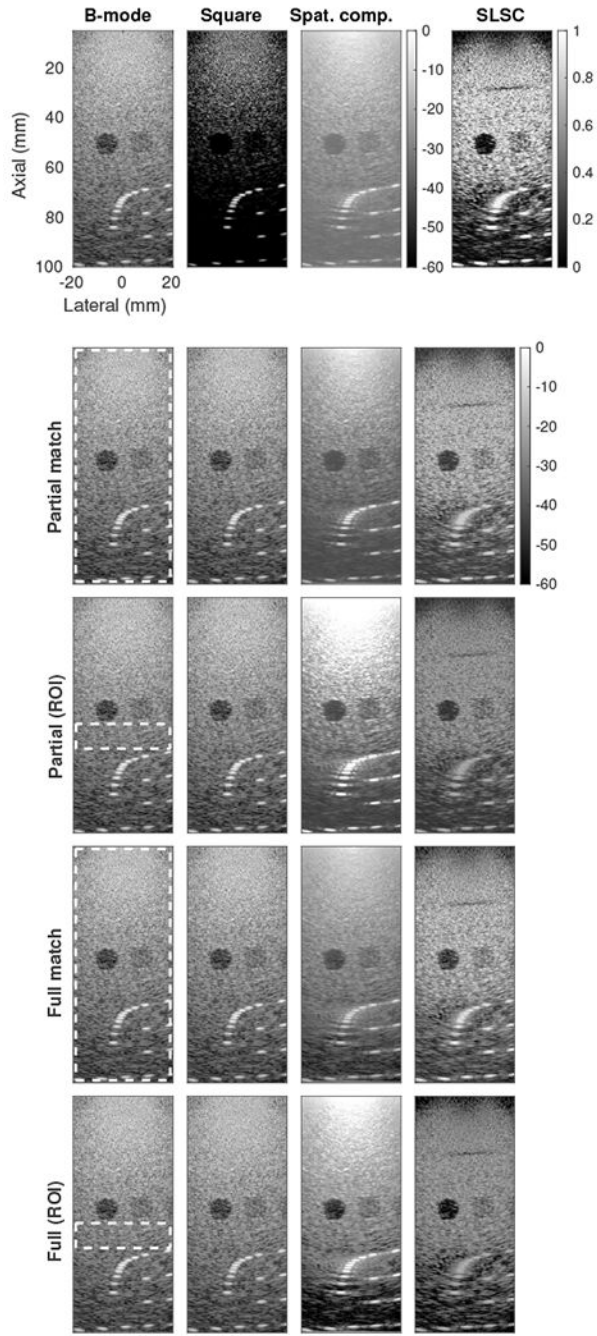 B-mode Square Spat. comp. SLSC
20 40 60 80 100
Axial (mm)
-20 0 20
Lateral (mm)
0 -10 -20 -30 -40 -50 -60
1 0.8 0.6 0.4 0.2 0
Partial match
0 -10 -20 -30 -40 -50 -60
Partial (ROI)
Full match
Full (ROI)